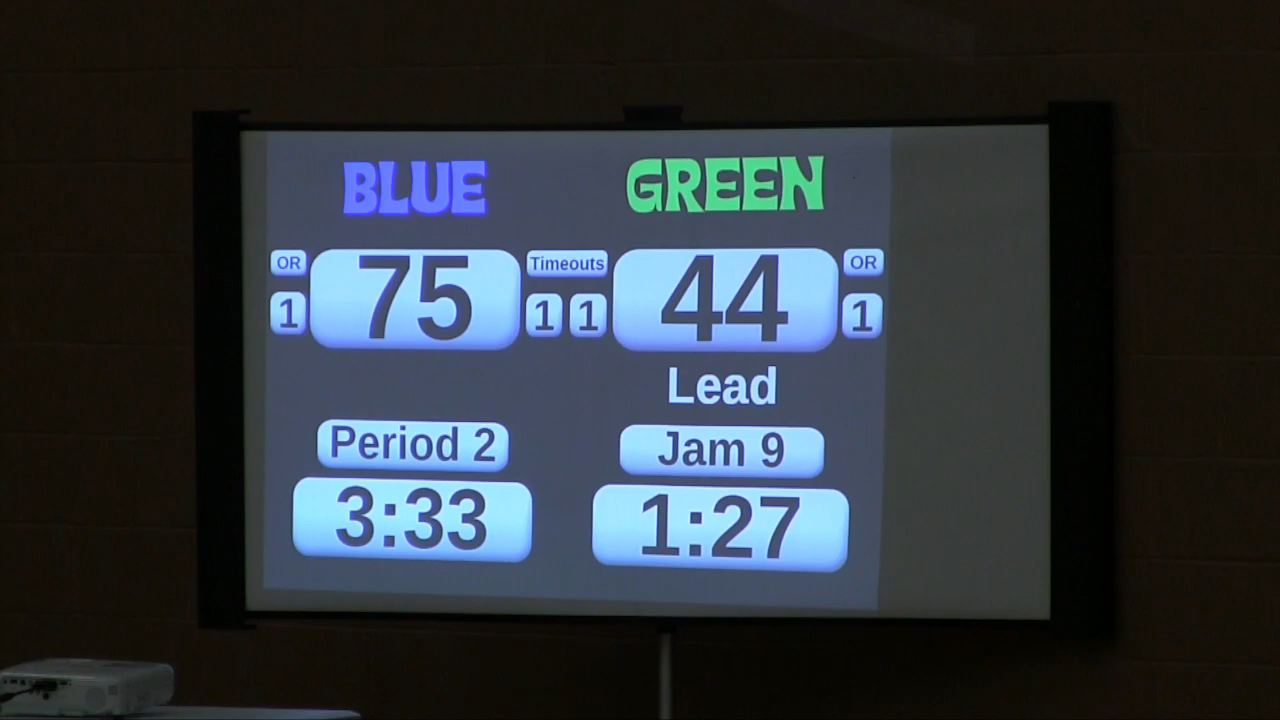 BLUE GREEN
OR Timeouts OR
1 75 1 1 44 1
Lead
Period 2 Jam 9
3:33 1:27